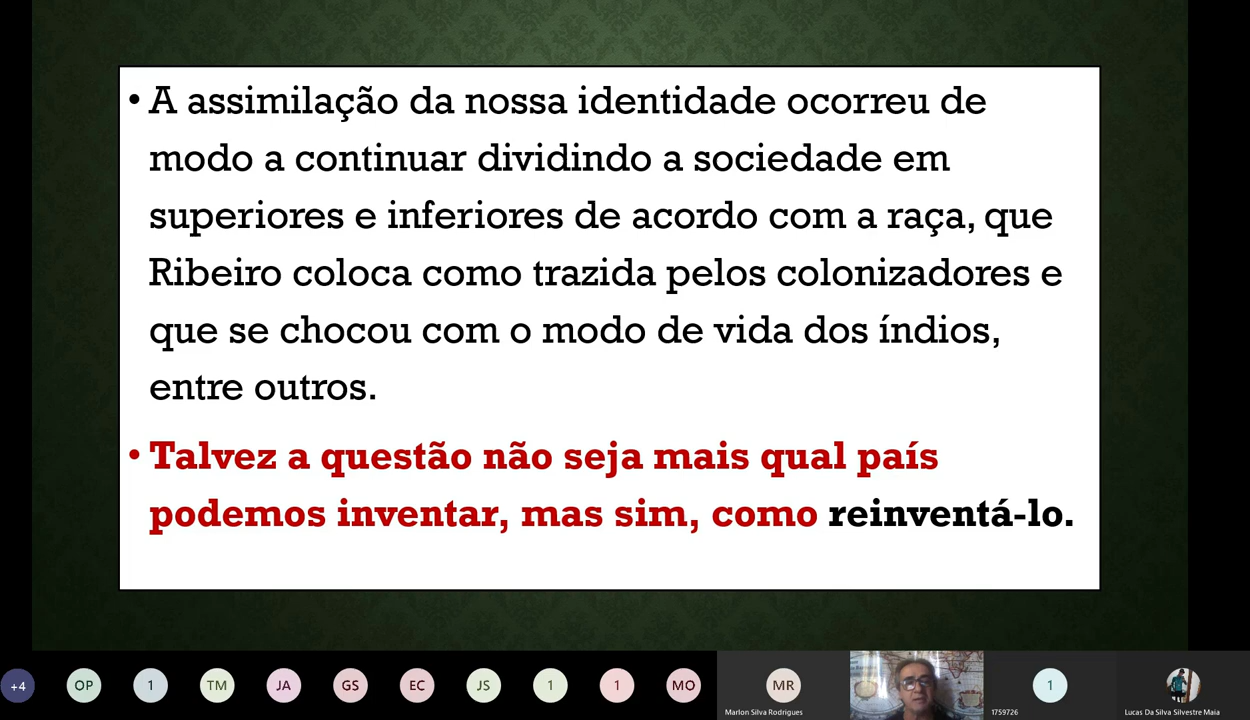 • A assimilação da nossa identidade ocorreu de
modo a continuar dividindo a sociedade em
superiores e inferiores de acordo com a raça, que
Ribeiro coloca como trazida pelos colonizadores e
que se chocou com o modo de vida dos índios,
entre outros.
• Talvez a questão não seja mais qual país
podemos inventar, mas sim, como reinventá-lo.
+4 OP 1 TM JA GS EC JS 1 1 MO MR 1
Marlon Silva Rodrigues 1759726 Lucas Da Silva Silvestre Maia